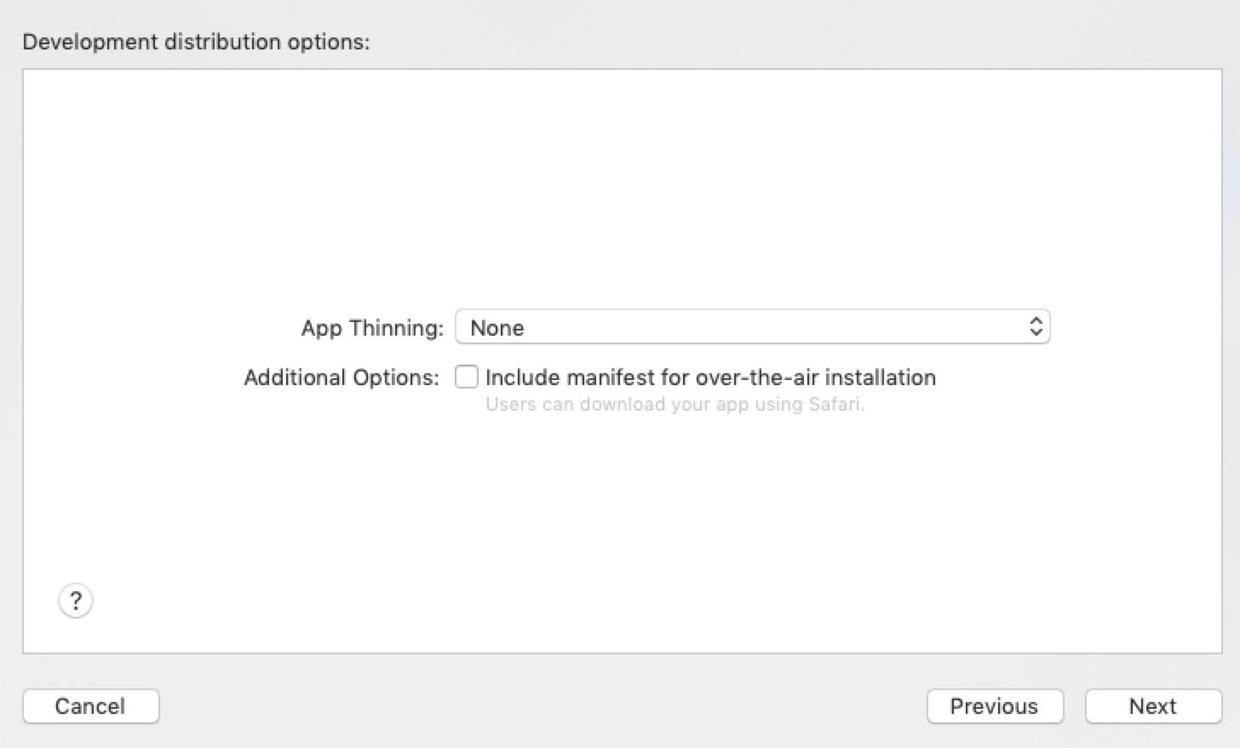 Development distribution options:
App Thinning: None
Additional Options: Include manifest for over-the-air installation
Users can download your app using Safari.
?
Cancel Previous Next